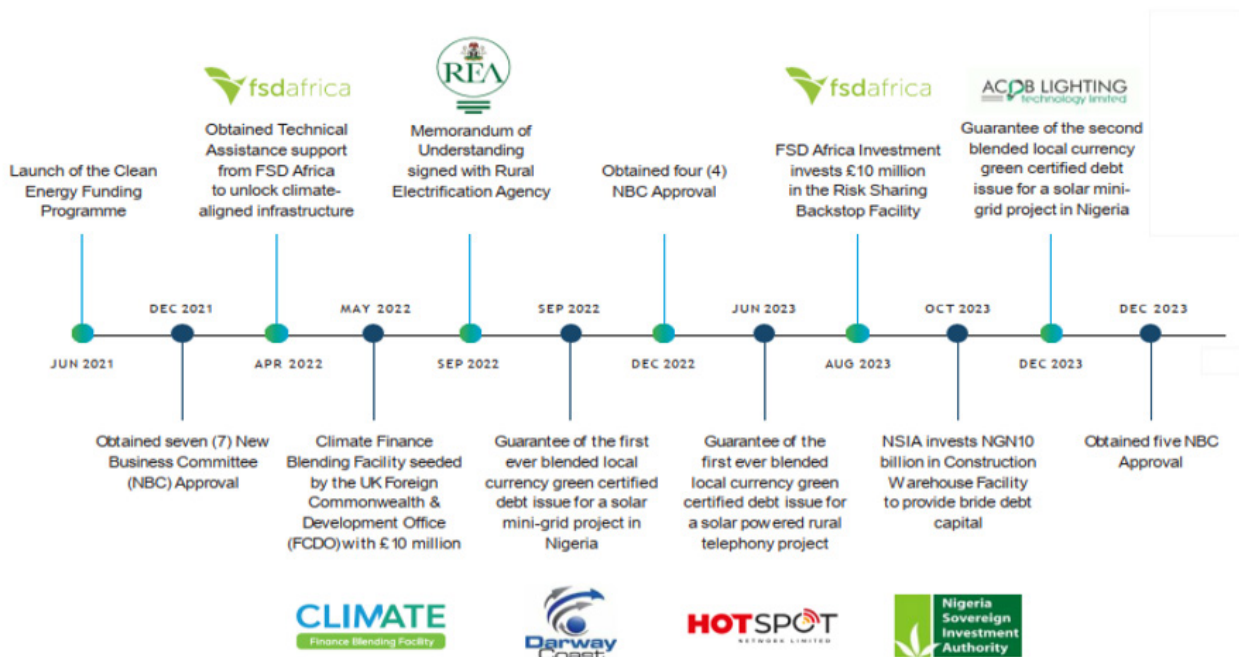 fsdafrica
REA
fsdafrica
ACOB LIGHTING
technology limited
Launch of the Clean
Energy Funding
Programme
Obtained Technical
Assistance support
from FSD Africa
to unlock climate-
aligned infrastructure
Memorandum of
Understanding
signed with Rural
Electrification Agency
Obtained four (4)
NBC Approval
FSD Africa Investment
invests £10 million
in the Risk Sharing
Backstop Facility
Guarantee of the second
blended local currency
green certified debt
issue for a solar mini-
grid project in Nigeria
DEC 2021
MAY 2022
SEP 2022
JUN 2023
OCT 2023
DEC 2023
JUN 2021
APR 2022
SEP 2022
DEC 2022
AUG 2023
DEC 2023
Obtained seven (7) New
Business Committee
(NBC) Approval
Climate Finance
Blending Facility seeded
by the UK Foreign
Commonwealth &
Development Office
(FCDO) with £10 million
Guarantee of the first
ever blended local
currency green certified
debt issue for a solar
mini-grid project in
Nigeria
Guarantee of the
first ever blended
local currency green
certified debt issue for
a solar powered rural
telephony project
NSIA invests NGN10
billion in Construction
Warehouse Facility
to provide bride debt
capital
Obtained five NBC
Approval
CLIMATE
Finance Blending Facility
Darway
Coast
HOTSPOT
NETWORK LIMITED
Nigeria
Sovereign
Investment
Authority